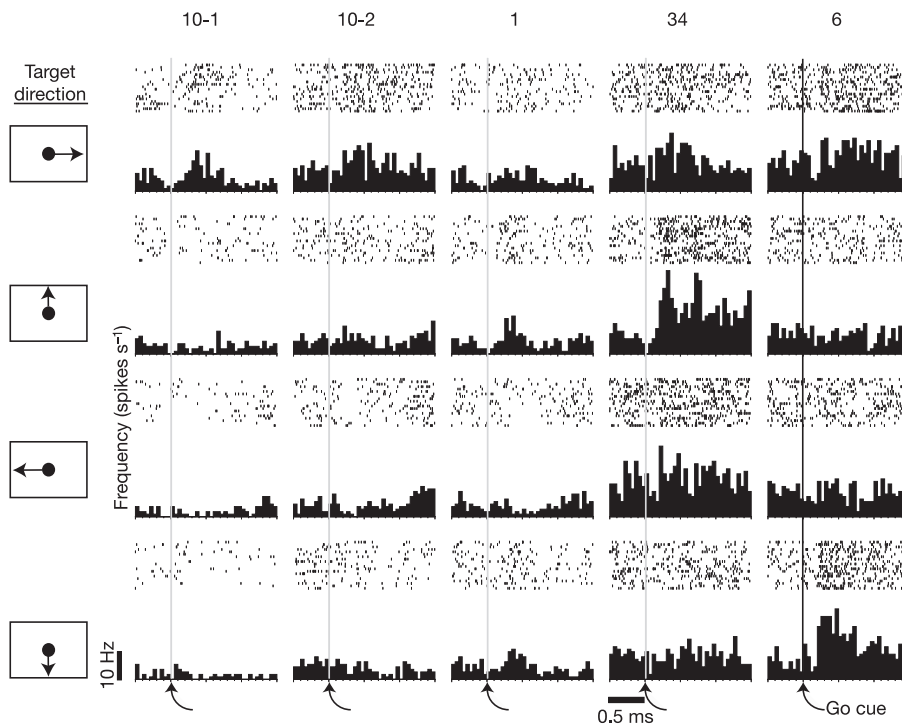 10-1 10-2 1 34 6
Target
direction
Frequency (spikes s⁻¹)
10 Hz
0.5 ms
Go cue